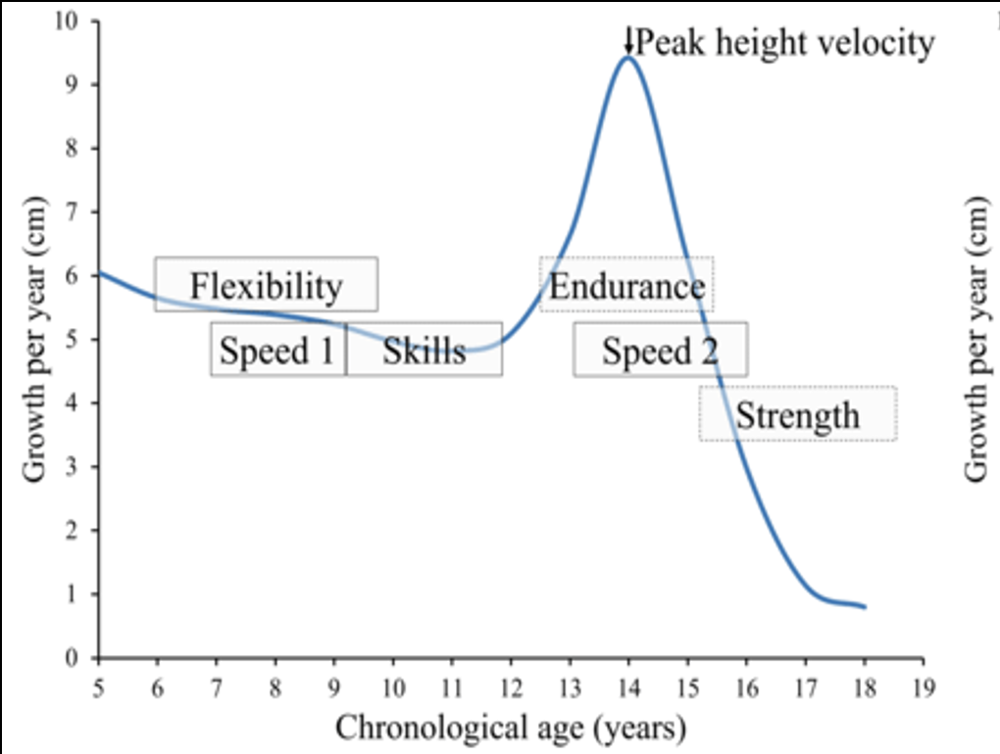 10
Peak height velocity
9
8
7
6
5
4
3
2
1
0
Growth per year (cm)
Flexibility
Endurance
Speed 1
Skills
Speed 2
Strength
5 6 7 8 9 10 11 12 13 14 15 16 17 18 19
Chronological age (years)
Growth per year (cm)